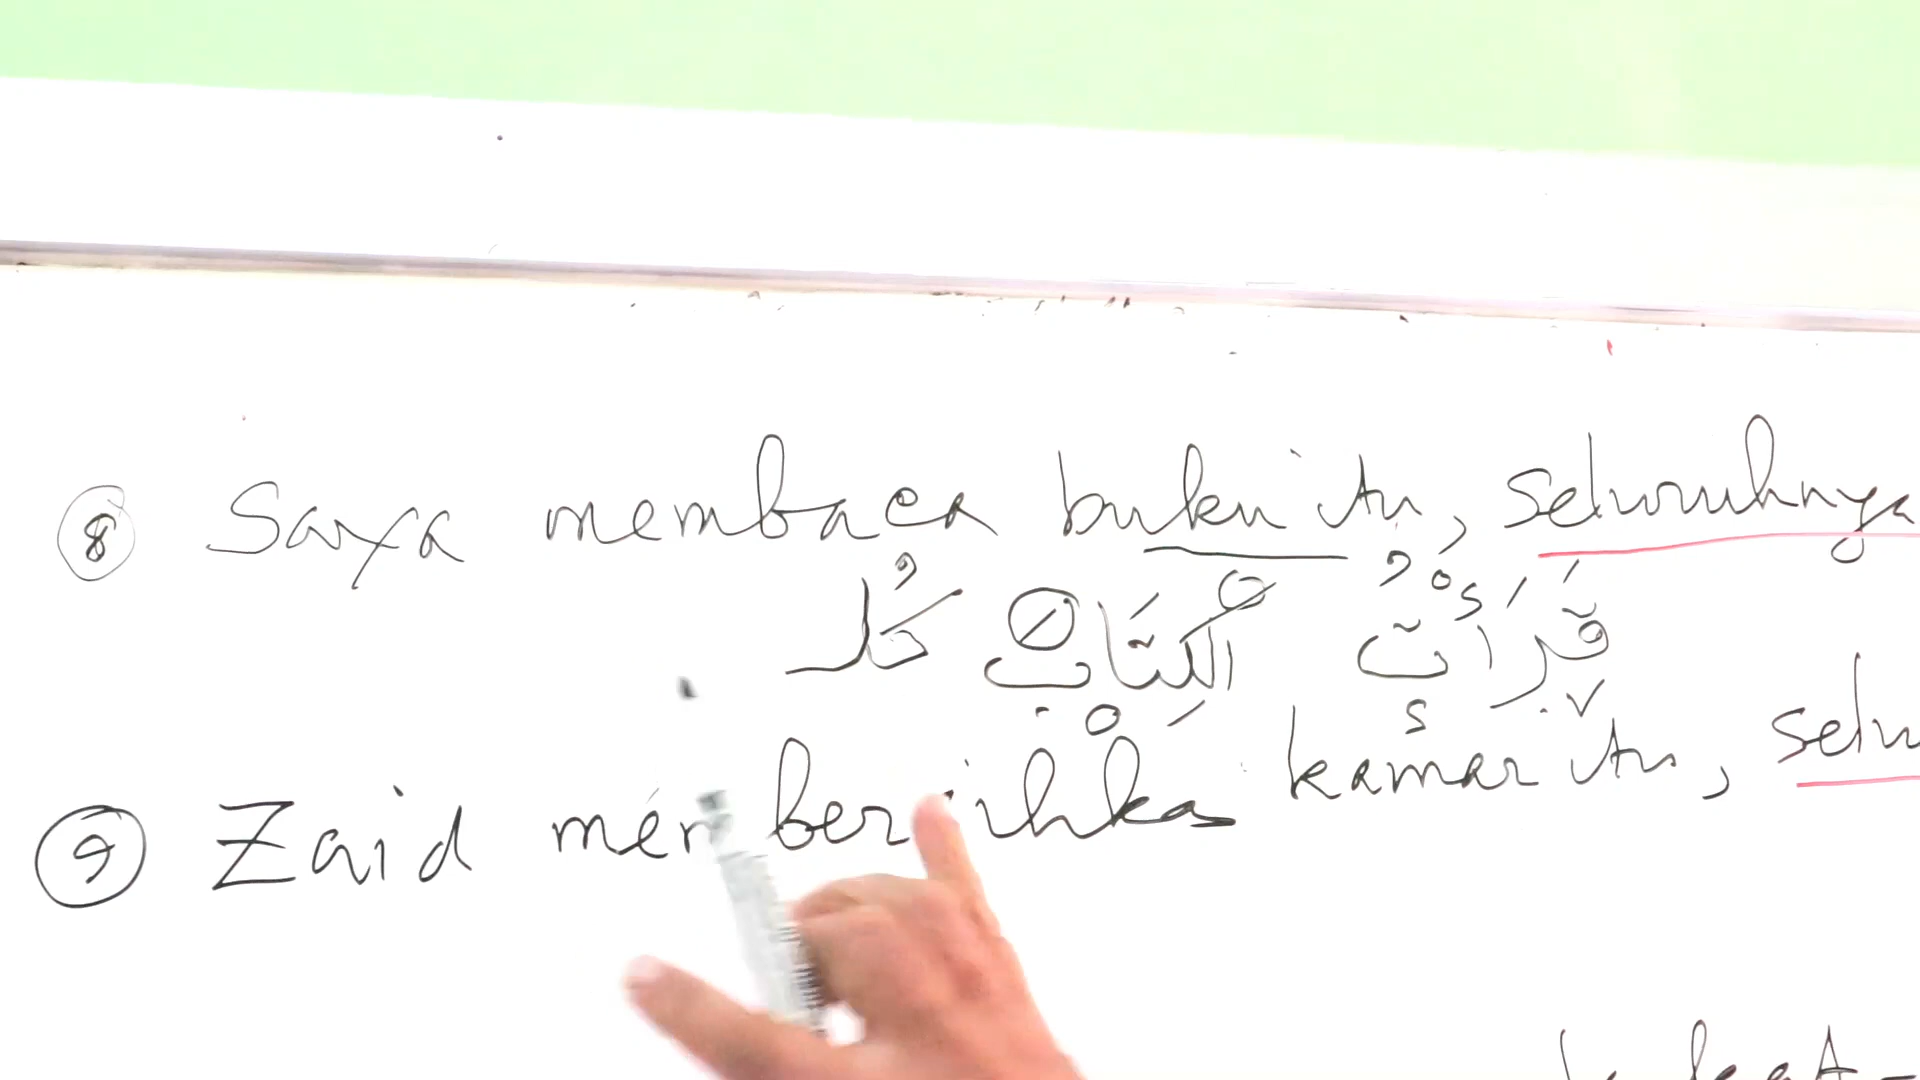 ⑧ Saya membaca buku itu, seluruhnya
قَرَأْتُ الْكِتَابَ كُل
⑨ Zaid membersihkan kamar itu, selu